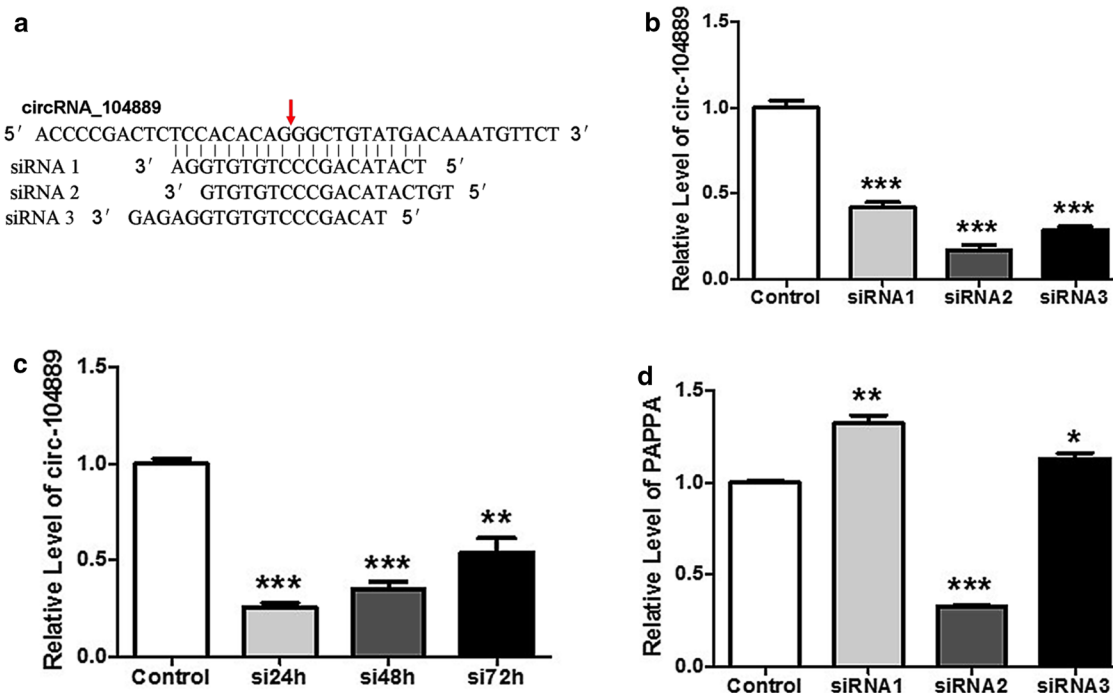 a
circRNA_104889
5′ ACCCCGACTCTCCACACAGGGCTGTATGACAAATGTTCT 3′
siRNA 1 3′ AGGTGTGTCCCGACATACT 5′
siRNA 2 3′ GTGTGTCCCGACATACTGT 5′
siRNA 3 3′ GAGAGGTGTGTCCCGACAT 5′
b
Relative Level of circ-104889
1.5
1.0
0.5
0.0
*** *** ***
Control siRNA1 siRNA2 siRNA3
c
Relative Level of circ-104889
1.5
1.0
0.5
0.0
*** *** **
Control si24h si48h si72h
d
Relative Level of PAPPA
1.5
1.0
0.5
0.0
** *** *
Control siRNA1 siRNA2 siRNA3